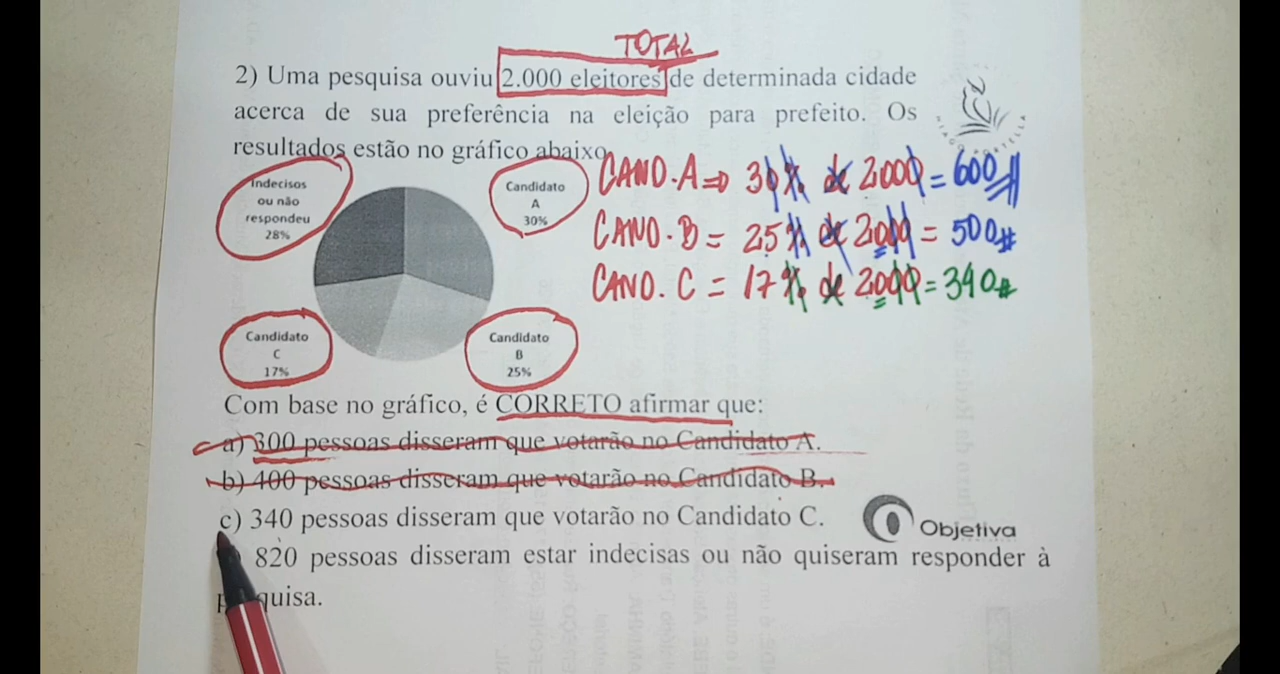 TOTAL
2) Uma pesquisa ouviu 2.000 eleitores de determinada cidade
acerca de sua preferência na eleição para prefeito. Os
resultados estão no gráfico abaixo.
Indecisos
ou não
respondeu
28%
Candidato
A
30%
Candidato
C
17%
Candidato
B
25%
CAND. A ⇒ 30% de 2000 = 600
CAND. B = 25% de 2000 = 500
CAND. C = 17% de 2000 = 340
Com base no gráfico, é CORRETO afirmar que:
a) 300 pessoas disseram que votarão no Candidato A.
b) 400 pessoas disseram que votarão no Candidato B.
c) 340 pessoas disseram que votarão no Candidato C.
Objetiva
820 pessoas disseram estar indecisas ou não quiseram responder à